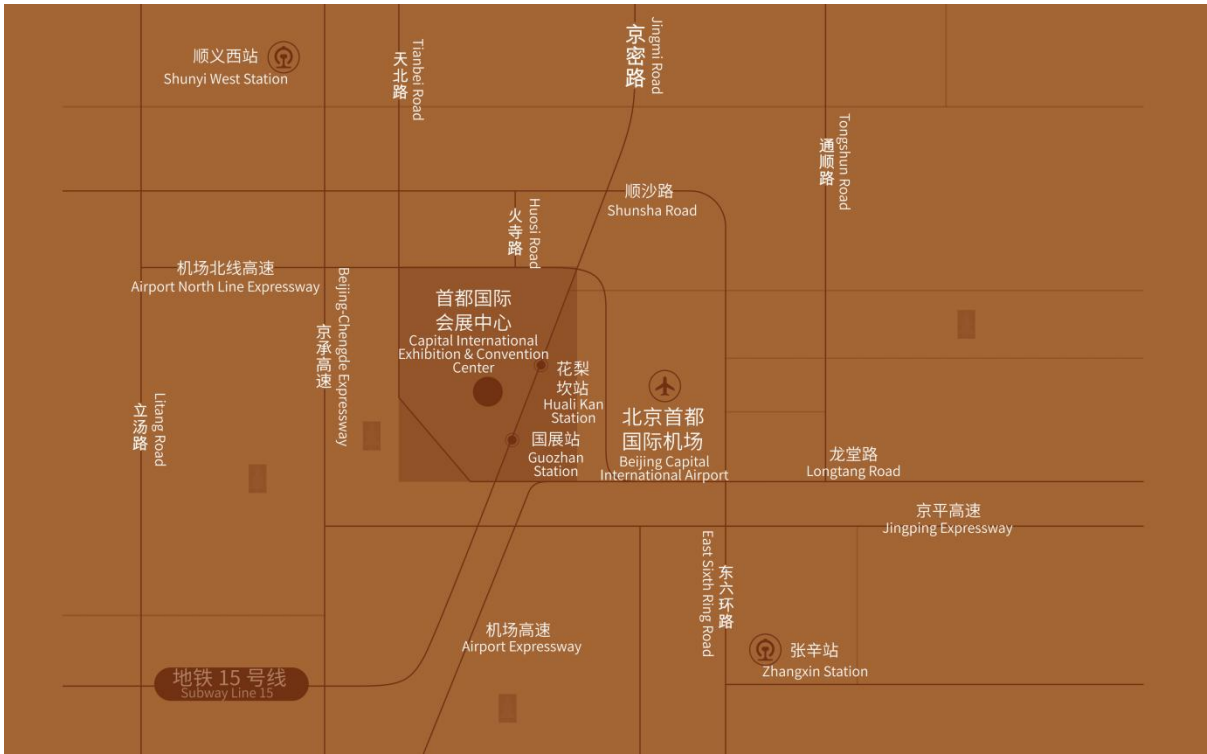 顺义西站
Shunyi West Station
天北路
Tianbei Road
京密路
Jingmi Road
通顺路
Tongshun Road
顺沙路
Shunsha Road
火寺路
Huosi Road
机场北线高速
Airport North Line Expressway
京承高速
Beijing-Chengde Expressway
首都国际
会展中心
Capital International
Exhibition & Convention
Center
花梨
坎站
Huali Kan
Station
立汤路
Litang Road
国展站
Guozhan
Station
北京首都
国际机场
Beijing Capital
International Airport
龙堂路
Longtang Road
京平高速
Jingping Expressway
东六环路
East Sixth Ring Road
机场高速
Airport Expressway
张辛站
Zhangxin Station
地铁 15 号线
Subway Line 15